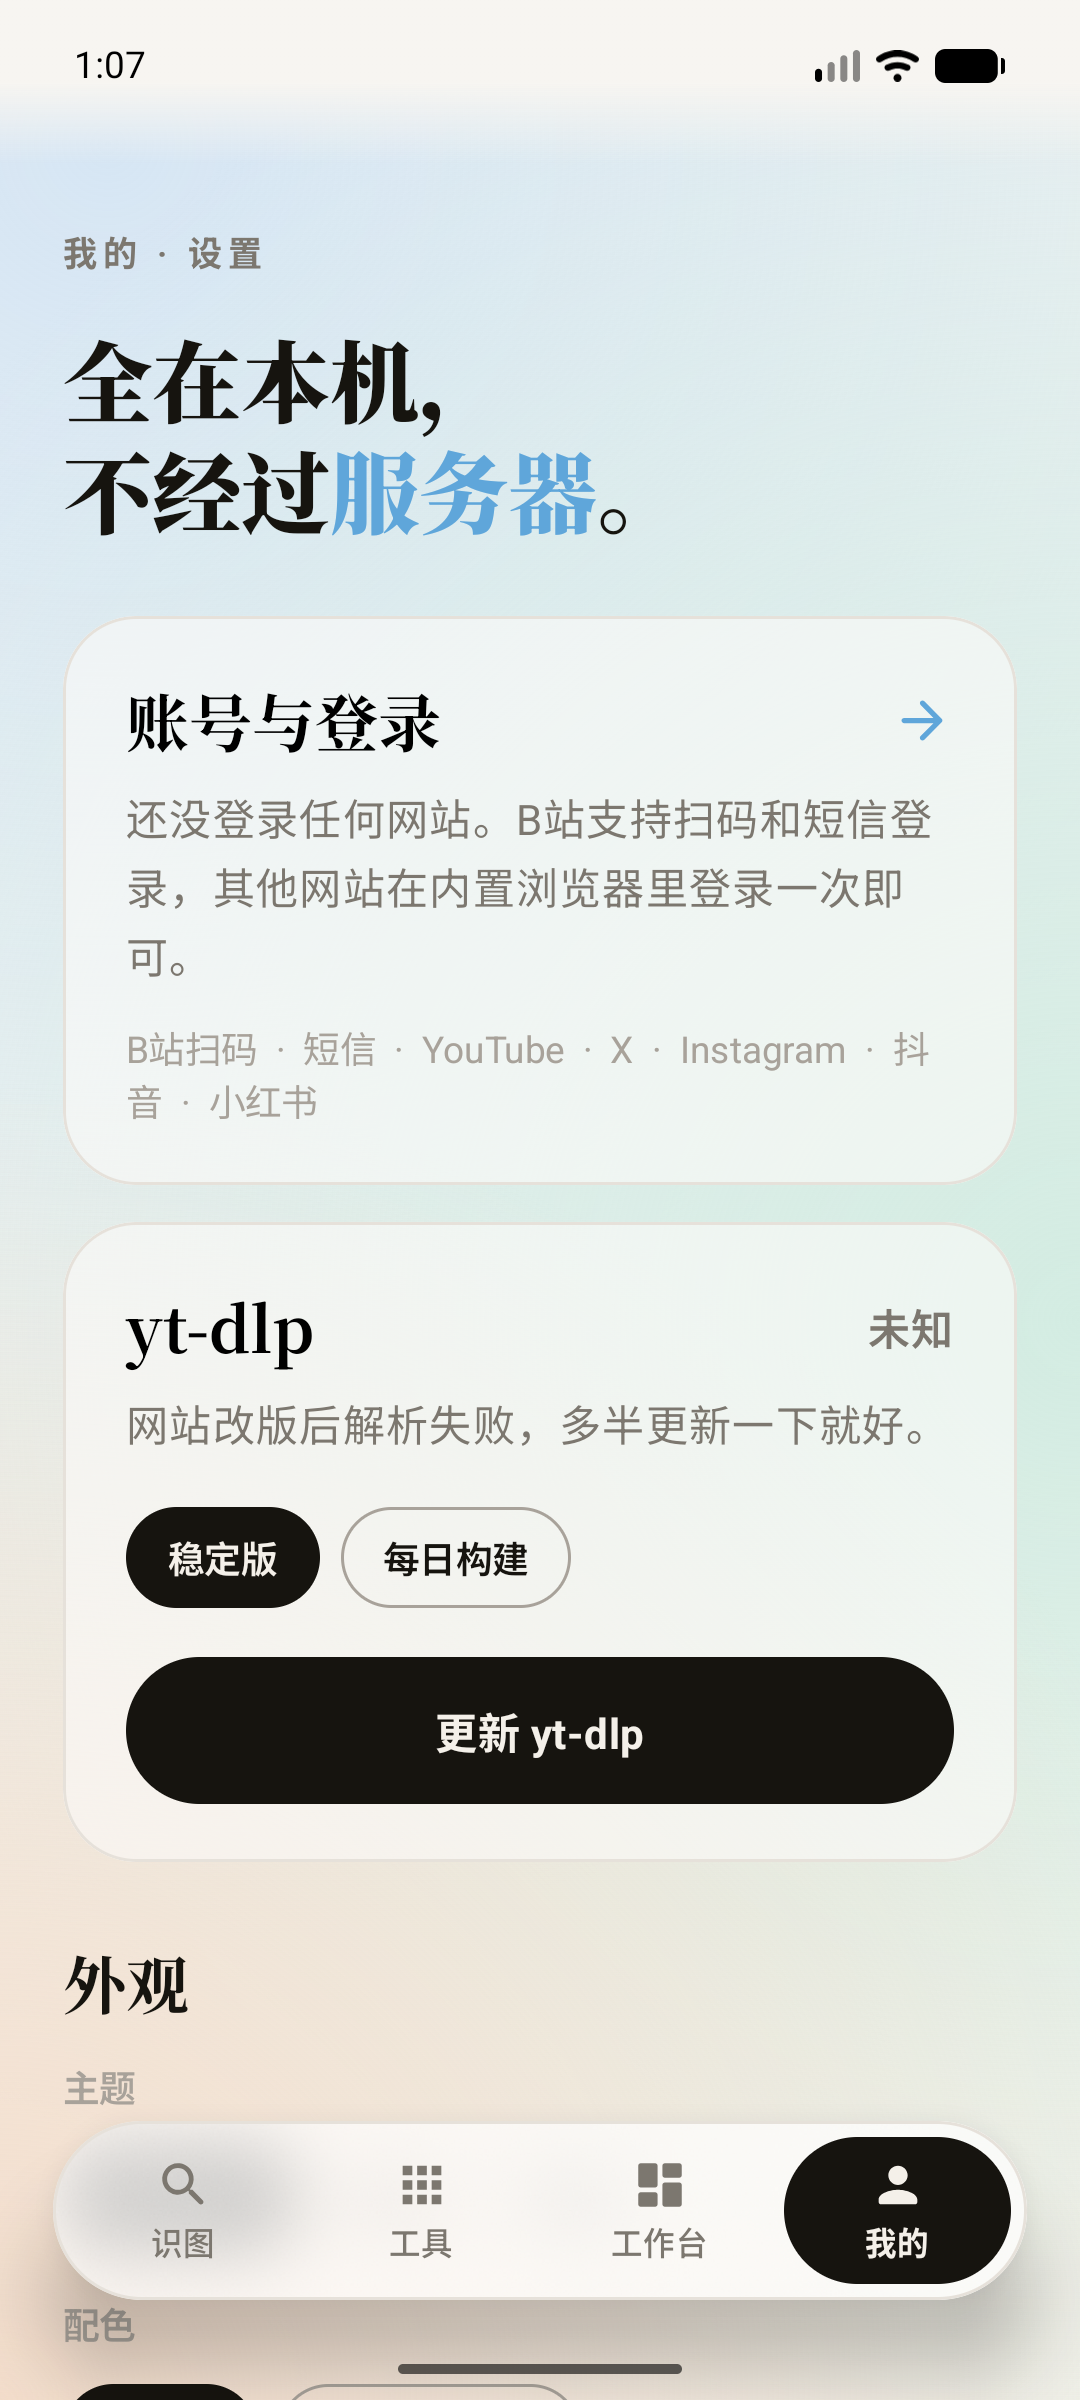 1:07
我的 · 设置
全在本机，
不经过服务器。
账号与登录
还没登录任何网站。B站支持扫码和短信登
录，其他网站在内置浏览器里登录一次即
可。
B站扫码 · 短信 · YouTube · X · Instagram · 抖
音 · 小红书
yt-dlp
未知
网站改版后解析失败，多半更新一下就好。
稳定版
每日构建
更新 yt-dlp
外观
主题
识图
工具
工作台
我的
配色